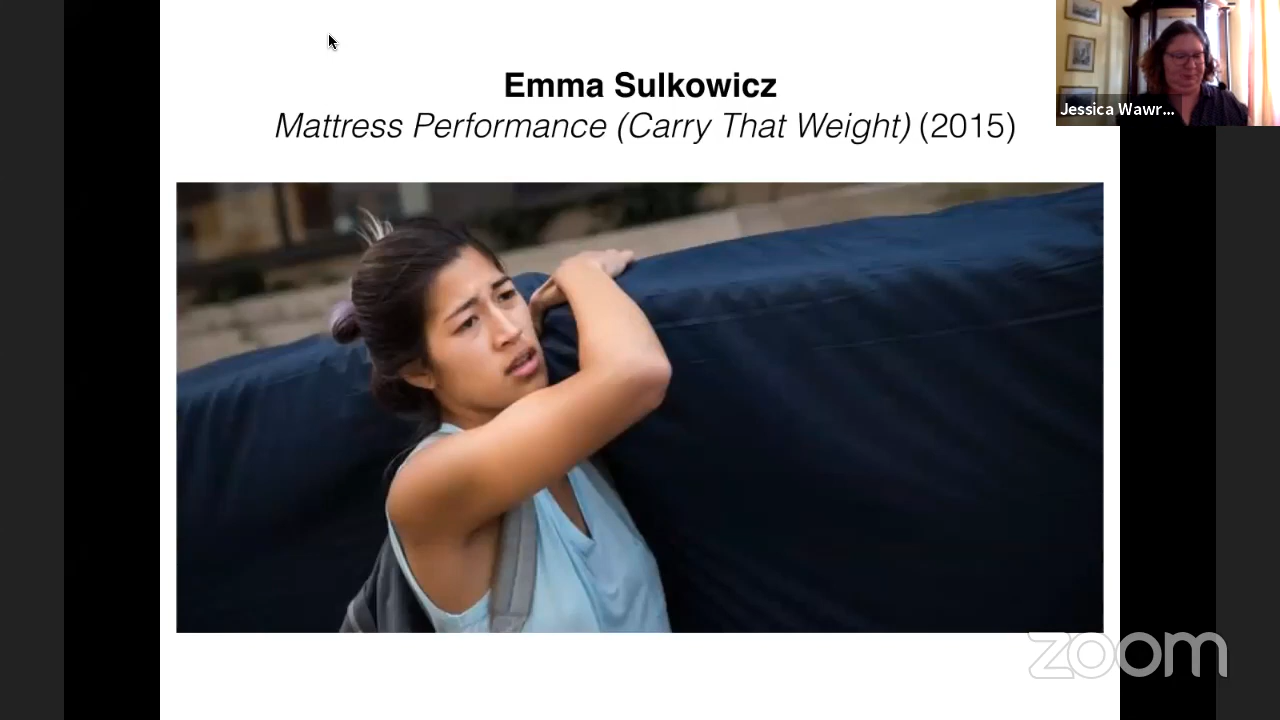 Emma Sulkowicz
Mattress Performance (Carry That Weight) (2015)
Jessica Wawr...
zoom